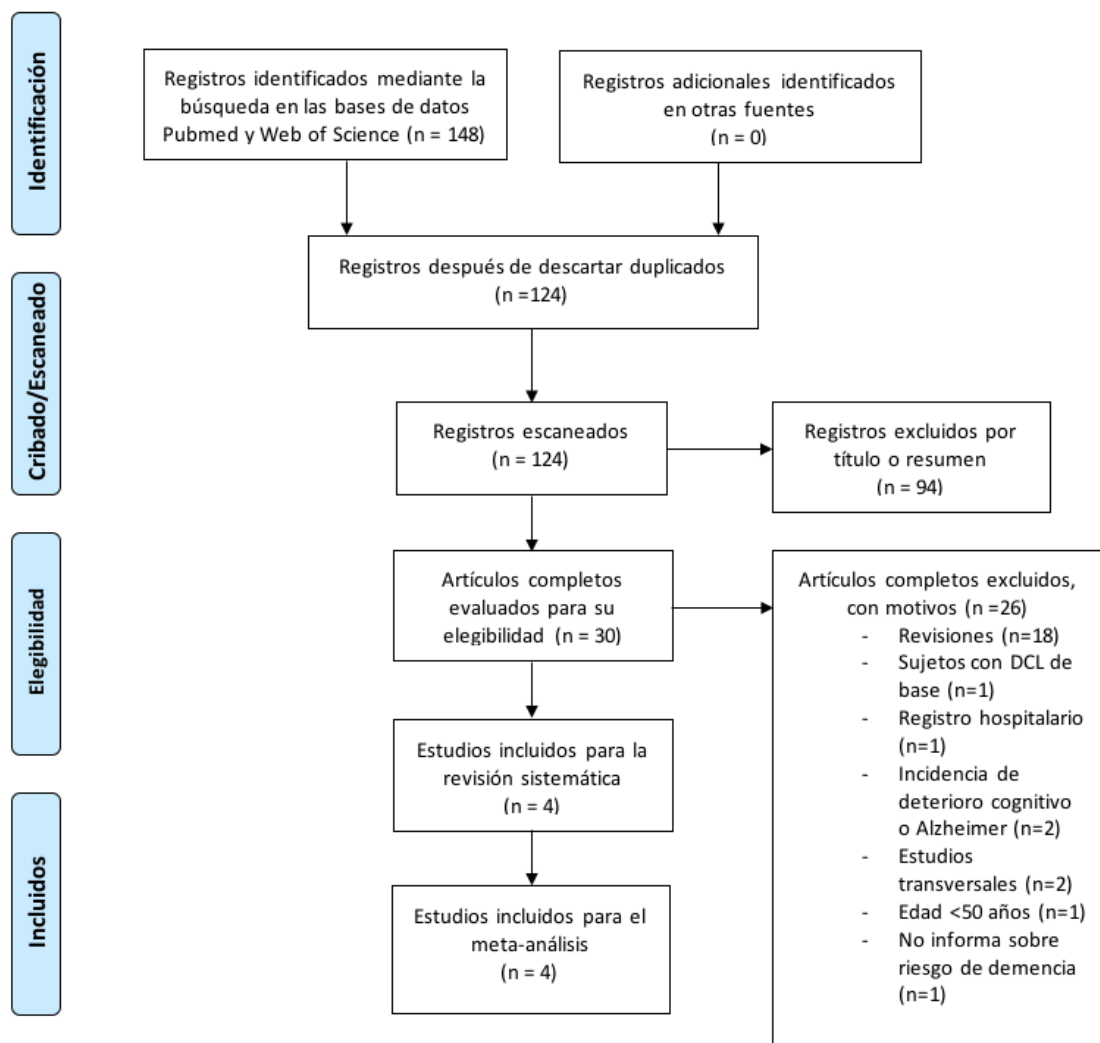 Identificación
Registros identificados mediante la
búsqueda en las bases de datos
Pubmed y Web of Science (n = 148)
Registros adicionales identificados
en otras fuentes
(n = 0)
Registros después de descartar duplicados
(n =124)
Cribado/Escaneado
Registros escaneados
(n = 124)
Registros excluidos por
título o resumen
(n = 94)
Elegibilidad
Artículos completos
evaluados para su
elegibilidad (n = 30)
Artículos completos excluidos,
con motivos (n =26)
- Revisiones (n=18)
- Sujetos con DCL de
base (n=1)
- Registro hospitalario
(n=1)
- Incidencia de
deterioro cognitivo
o Alzheimer (n=2)
- Estudios
transversales (n=2)
- Edad <50 años (n=1)
- No informa sobre
riesgo de demencia
(n=1)
Estudios incluidos para la
revisión sistemática
(n = 4)
Incluidos
Estudios incluidos para el
meta-análisis
(n = 4)